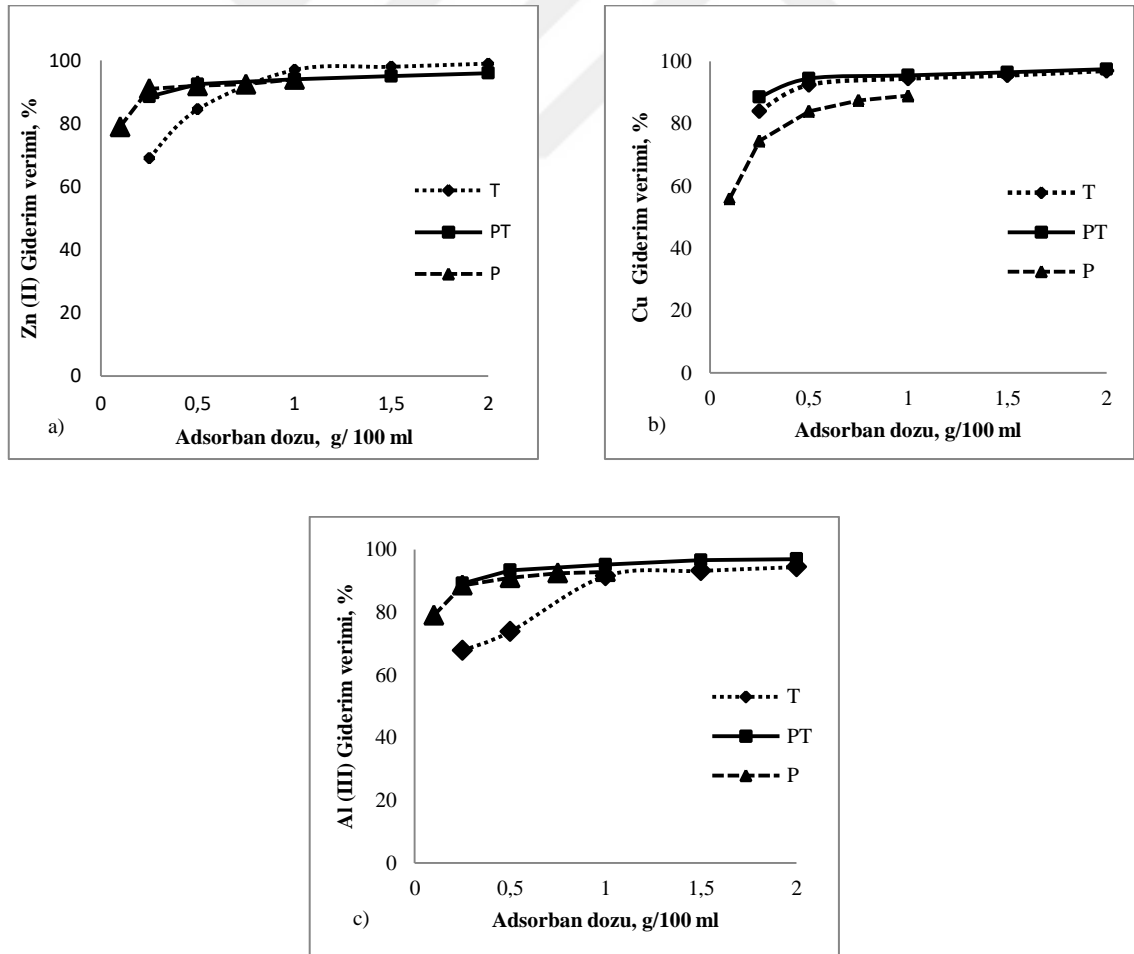 100
80
60
40
20
0
0
0,5
1
1,5
2
Zn (II) Giderim verimi, %
Adsorban dozu, g/ 100 ml
T
PT
P
a)
100
80
60
40
20
0
0
0,5
1
1,5
2
Cu Giderim verimi, %
Adsorban dozu, g/100 ml
T
PT
P
b)
100
80
60
40
20
0
0
0,5
1
1,5
2
Al (III) Giderim verimi, %
Adsorban dozu, g/100 ml
T
PT
P
c)